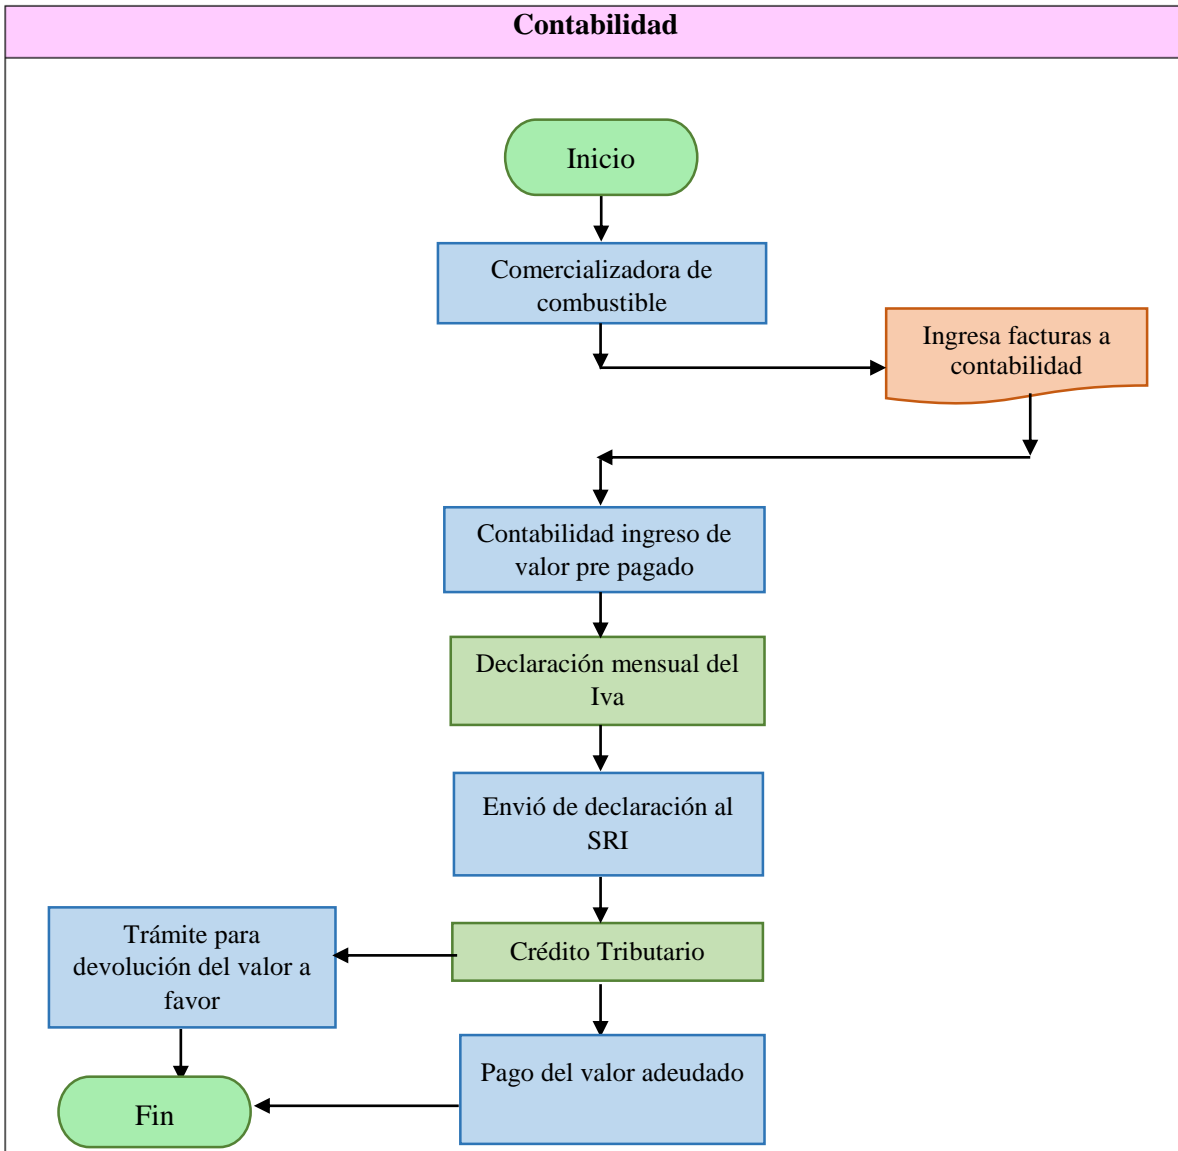 Contabilidad
Inicio
Comercializadora de
combustible
Ingresa facturas a
contabilidad
Contabilidad ingreso de
valor pre pagado
Declaración mensual del
Iva
Envió de declaración al
SRI
Crédito Tributario
Trámite para
devolución del valor a
favor
Pago del valor adeudado
Fin